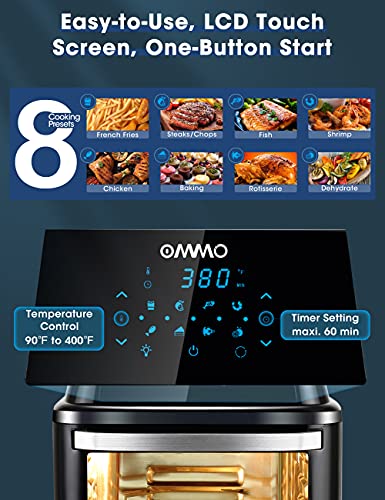 Easy-to-Use, LCD Touch
Screen, One-Button Start
8
Cooking
Presets
French Fries
Steaks/Chops
Fish
Shrimp
Chicken
Baking
Rotisserie
Dehydrate
OMMO
380
°F
Temperature
Control
90°F to 400°F
Timer Setting
maxi. 60 min